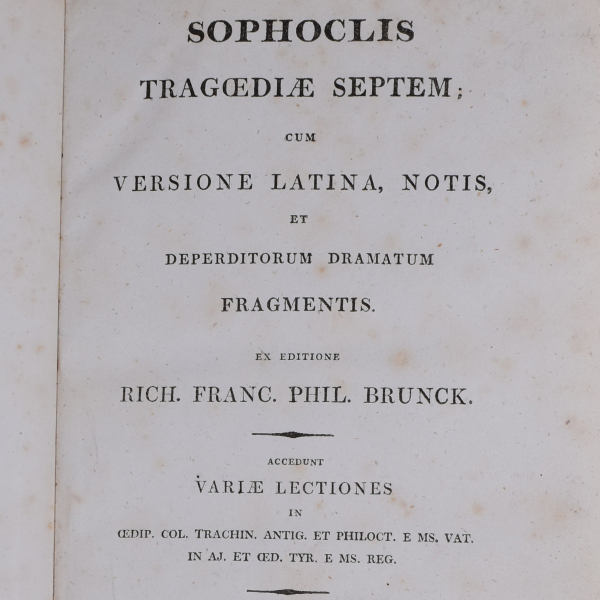 SOPHOCLIS
TRAGŒDIÆ SEPTEM;
CUM
VERSIONE LATINA, NOTIS,
ET
DEPERDITORUM DRAMATUM
FRAGMENTIS.
EX EDITIONE
RICH. FRANC. PHIL. BRUNCK.
ACCEDUNT
VARIÆ LECTIONES
IN
ŒDIP. COL. TRACHIN. ANTIG. ET PHILOCT. E MS. VAT.
IN AJ. ET ŒD. TYR. E MS. REG.